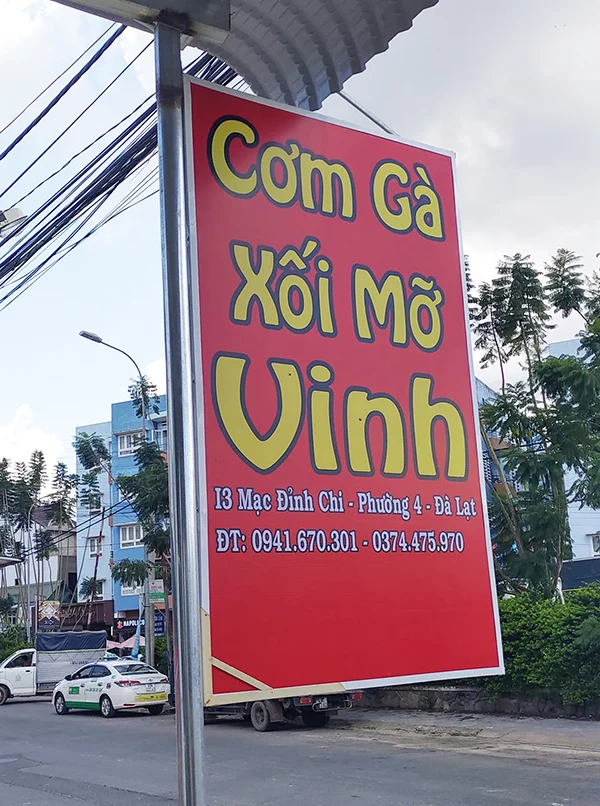 Cơm Gà
Xối Mỡ
Vinh
13 Mạc Đỉnh Chi - Phường 4 - Đà Lạt
ĐT: 0941.670.301 - 0374.475.970